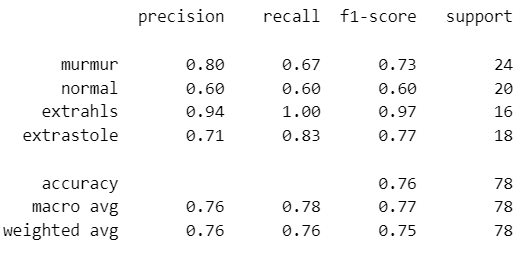 precision recall f1-score support
murmur 0.80 0.67 0.73 24
normal 0.60 0.60 0.60 20
extrahls 0.94 1.00 0.97 16
extrastole 0.71 0.83 0.77 18
accuracy 0.76 78
macro avg 0.76 0.78 0.77 78
weighted avg 0.76 0.76 0.75 78